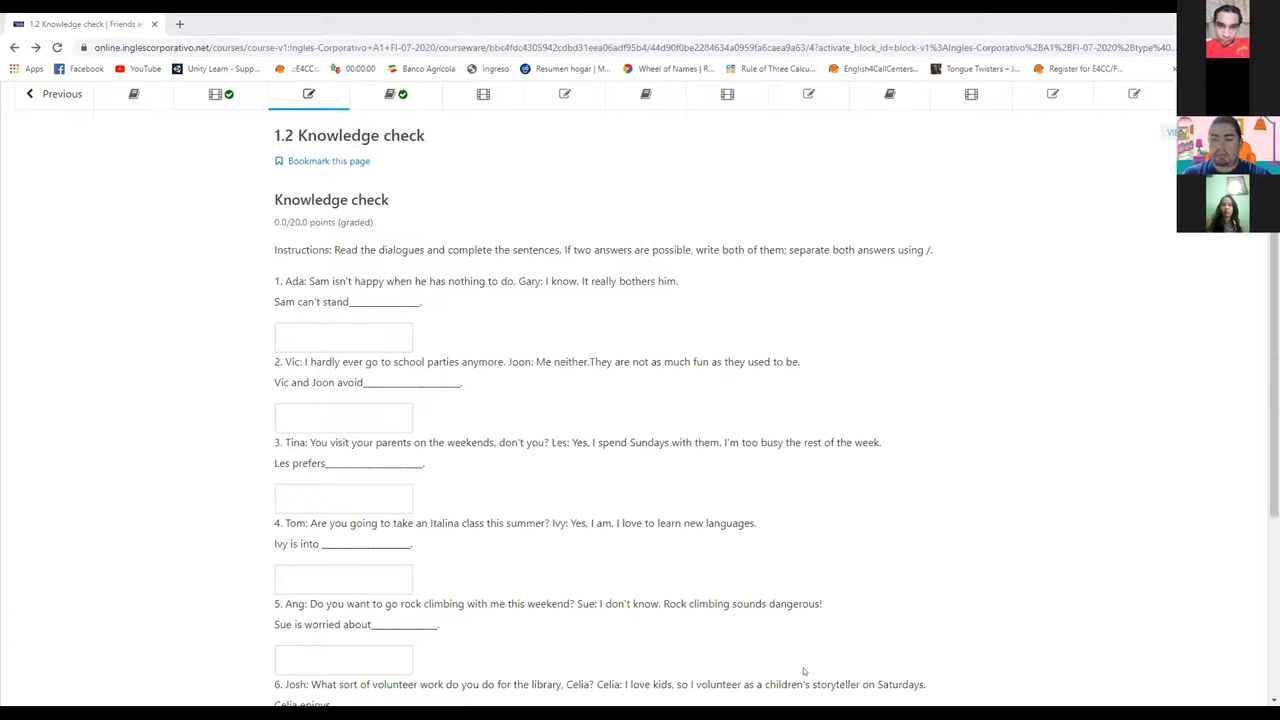 1.2 Knowledge check | Friends a
online.inglescorporativo.net/courses/course-v1:Ingles-Corporativo+A1+FI-07-2020/courseware/bbc4fdc4305942cdbd31eea06adf95b4/44d90f0be2284634a0959fa6caea9a63/4?activate_block_id=block-v1%3AIngles-Corporativo%2BA1%2BFI-07-2020%2Btype%40...
Apps Facebook YouTube Unity Learn - Supp... .::E4CC:. 00:00:00 Banco Agrícola Ingreso Resumen hogar | M... Wheel of Names | R... Rule of Three Calcu... English4CallCenters... Tongue Twisters – J... Register for E4CC/F...
Previous
1.2 Knowledge check
Bookmark this page
Knowledge check
0.0/20.0 points (graded)
Instructions: Read the dialogues and complete the sentences. If two answers are possible, write both of them; separate both answers using /.
1. Ada: Sam isn't happy when he has nothing to do. Gary: I know. It really bothers him.
Sam can't stand______________.
2. Vic: I hardly ever go to school parties anymore. Joon: Me neither.They are not as much fun as they used to be.
Vic and Joon avoid___________________.
3. Tina: You visit your parents on the weekends, don't you? Les: Yes, I spend Sundays with them. I'm too busy the rest of the week.
Les prefers___________________.
4. Tom: Are you going to take an Italina class this summer? Ivy: Yes, I am. I love to learn new languages.
Ivy is into _________________.
5. Ang: Do you want to go rock climbing with me this weekend? Sue: I don't know. Rock climbing sounds dangerous!
Sue is worried about_____________.
6. Josh: What sort of volunteer work do you do for the library, Celia? Celia: I love kids, so I volunteer as a children's storyteller on Saturdays.
Celia enjoys